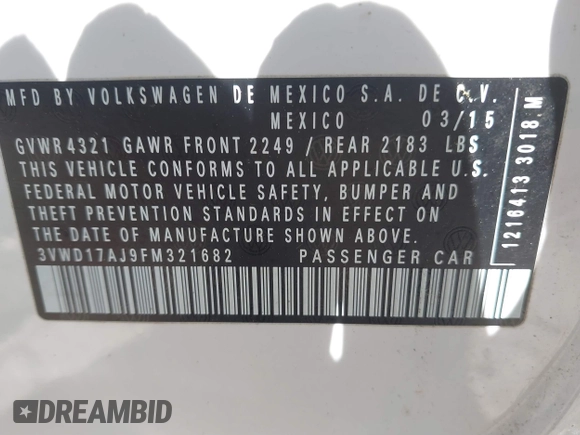 MFD BY VOLKSWAGEN DE MEXICO S.A. DE C.V.
MEXICO 03/15
GVWR 4321 GAWR FRONT 2249 / REAR 2183 LBS
THIS VEHICLE CONFORMS TO ALL APPLICABLE U.S.
FEDERAL MOTOR VEHICLE SAFETY, BUMPER AND
THEFT PREVENTION STANDARDS IN EFFECT ON
THE DATE OF MANUFACTURE SHOWN ABOVE.
3VWD17AJ9FM321682 PASSENGER CAR
1216413 3018 M
DREAMBID